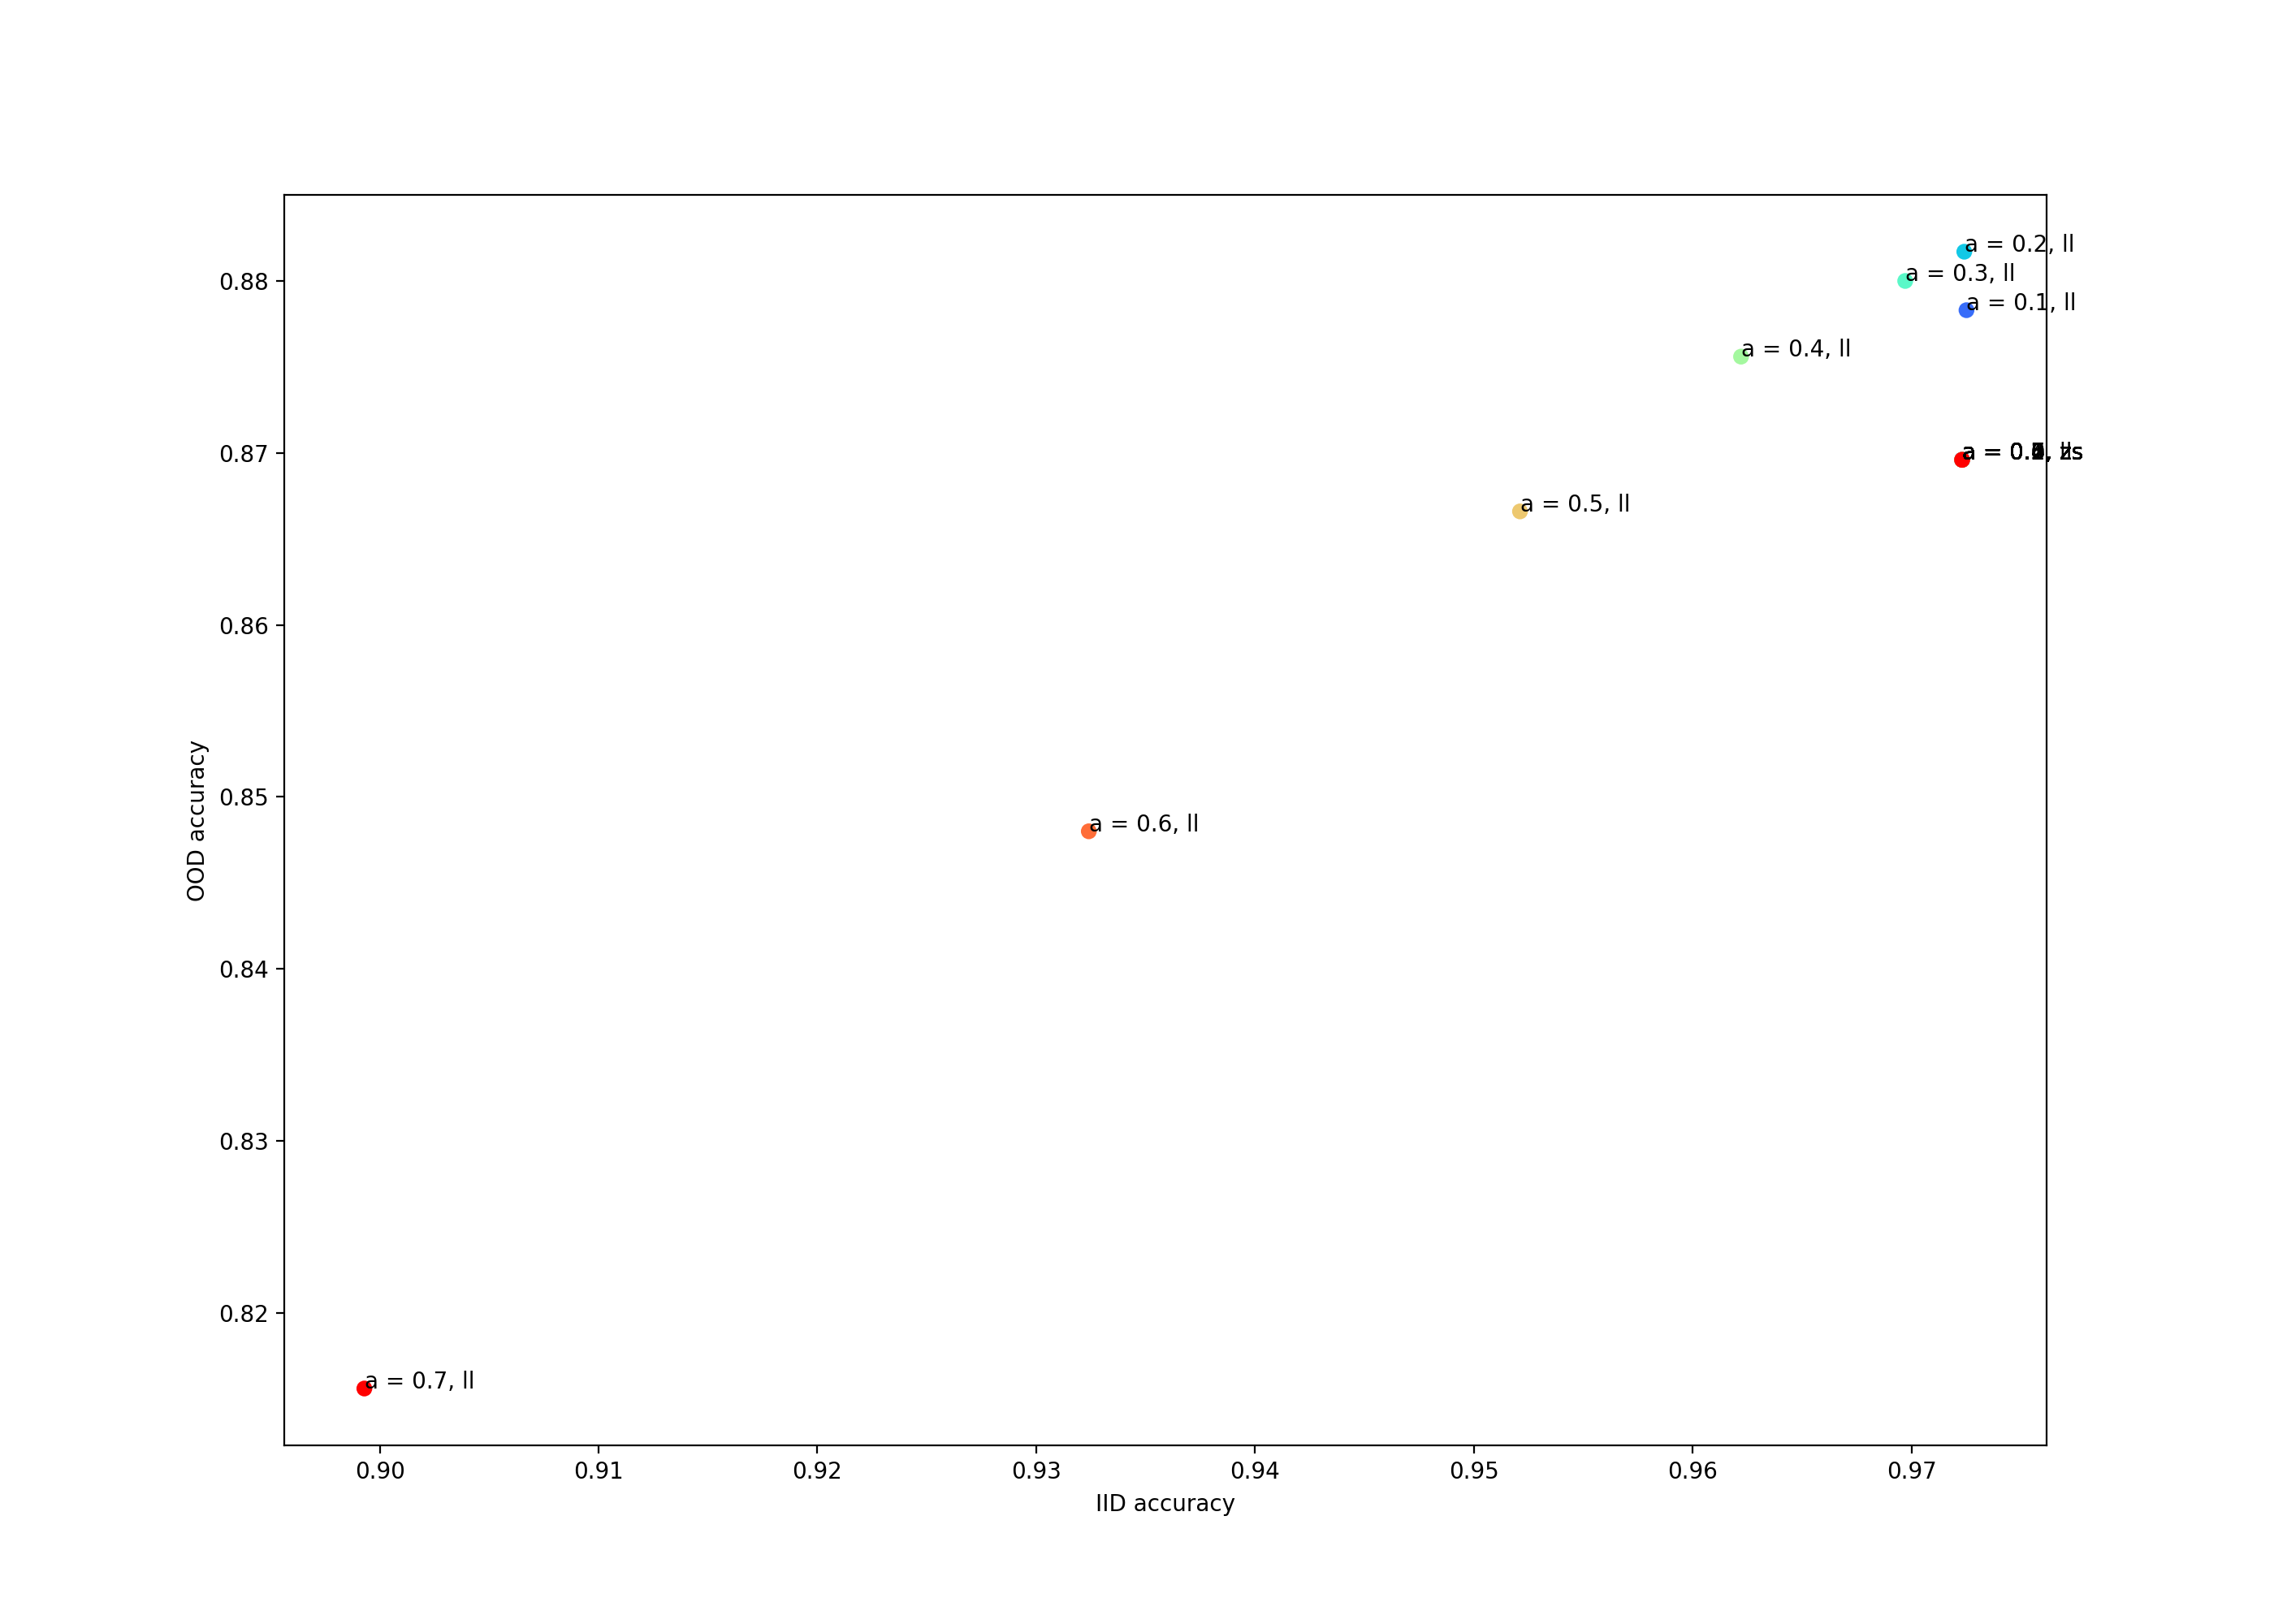 a = 0.2, ll
0.88
a = 0.3, ll
a = 0.1, ll
a = 0.4, ll
0.87
a = 0.
a = 0.5, ll
0.86
0.85
a = 0.6, ll
OOD accuracy
0.84
0.83
0.82
a = 0.7, ll
0.90 0.91 0.92 0.93 0.94 0.95 0.96 0.97
IID accuracy